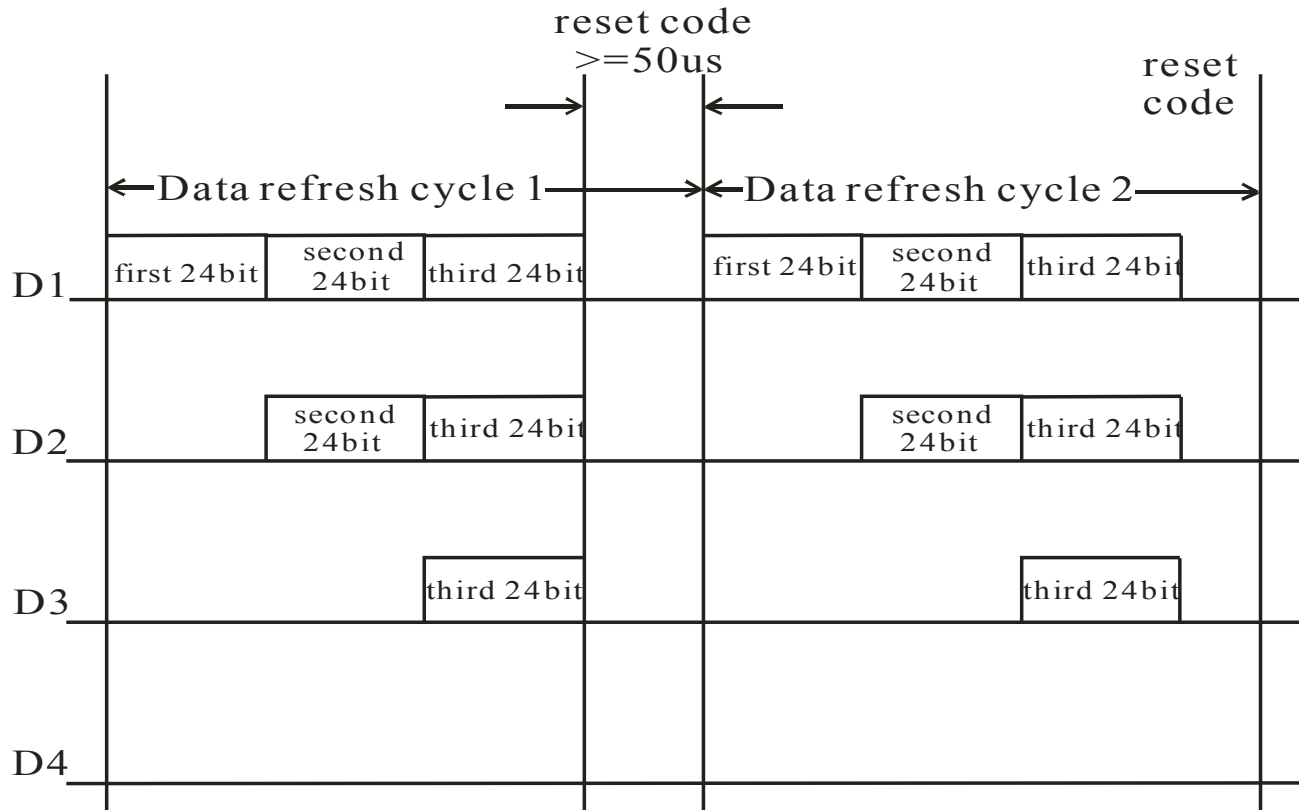 reset code
>=50us
reset
code
Data refresh cycle 1
Data refresh cycle 2
D1
first 24bit
second
24bit
third 24bit
first 24bit
second
24bit
third 24bit
D2
second
24bit
third 24bit
second
24bit
third 24bit
D3
third 24bit
third 24bit
D4